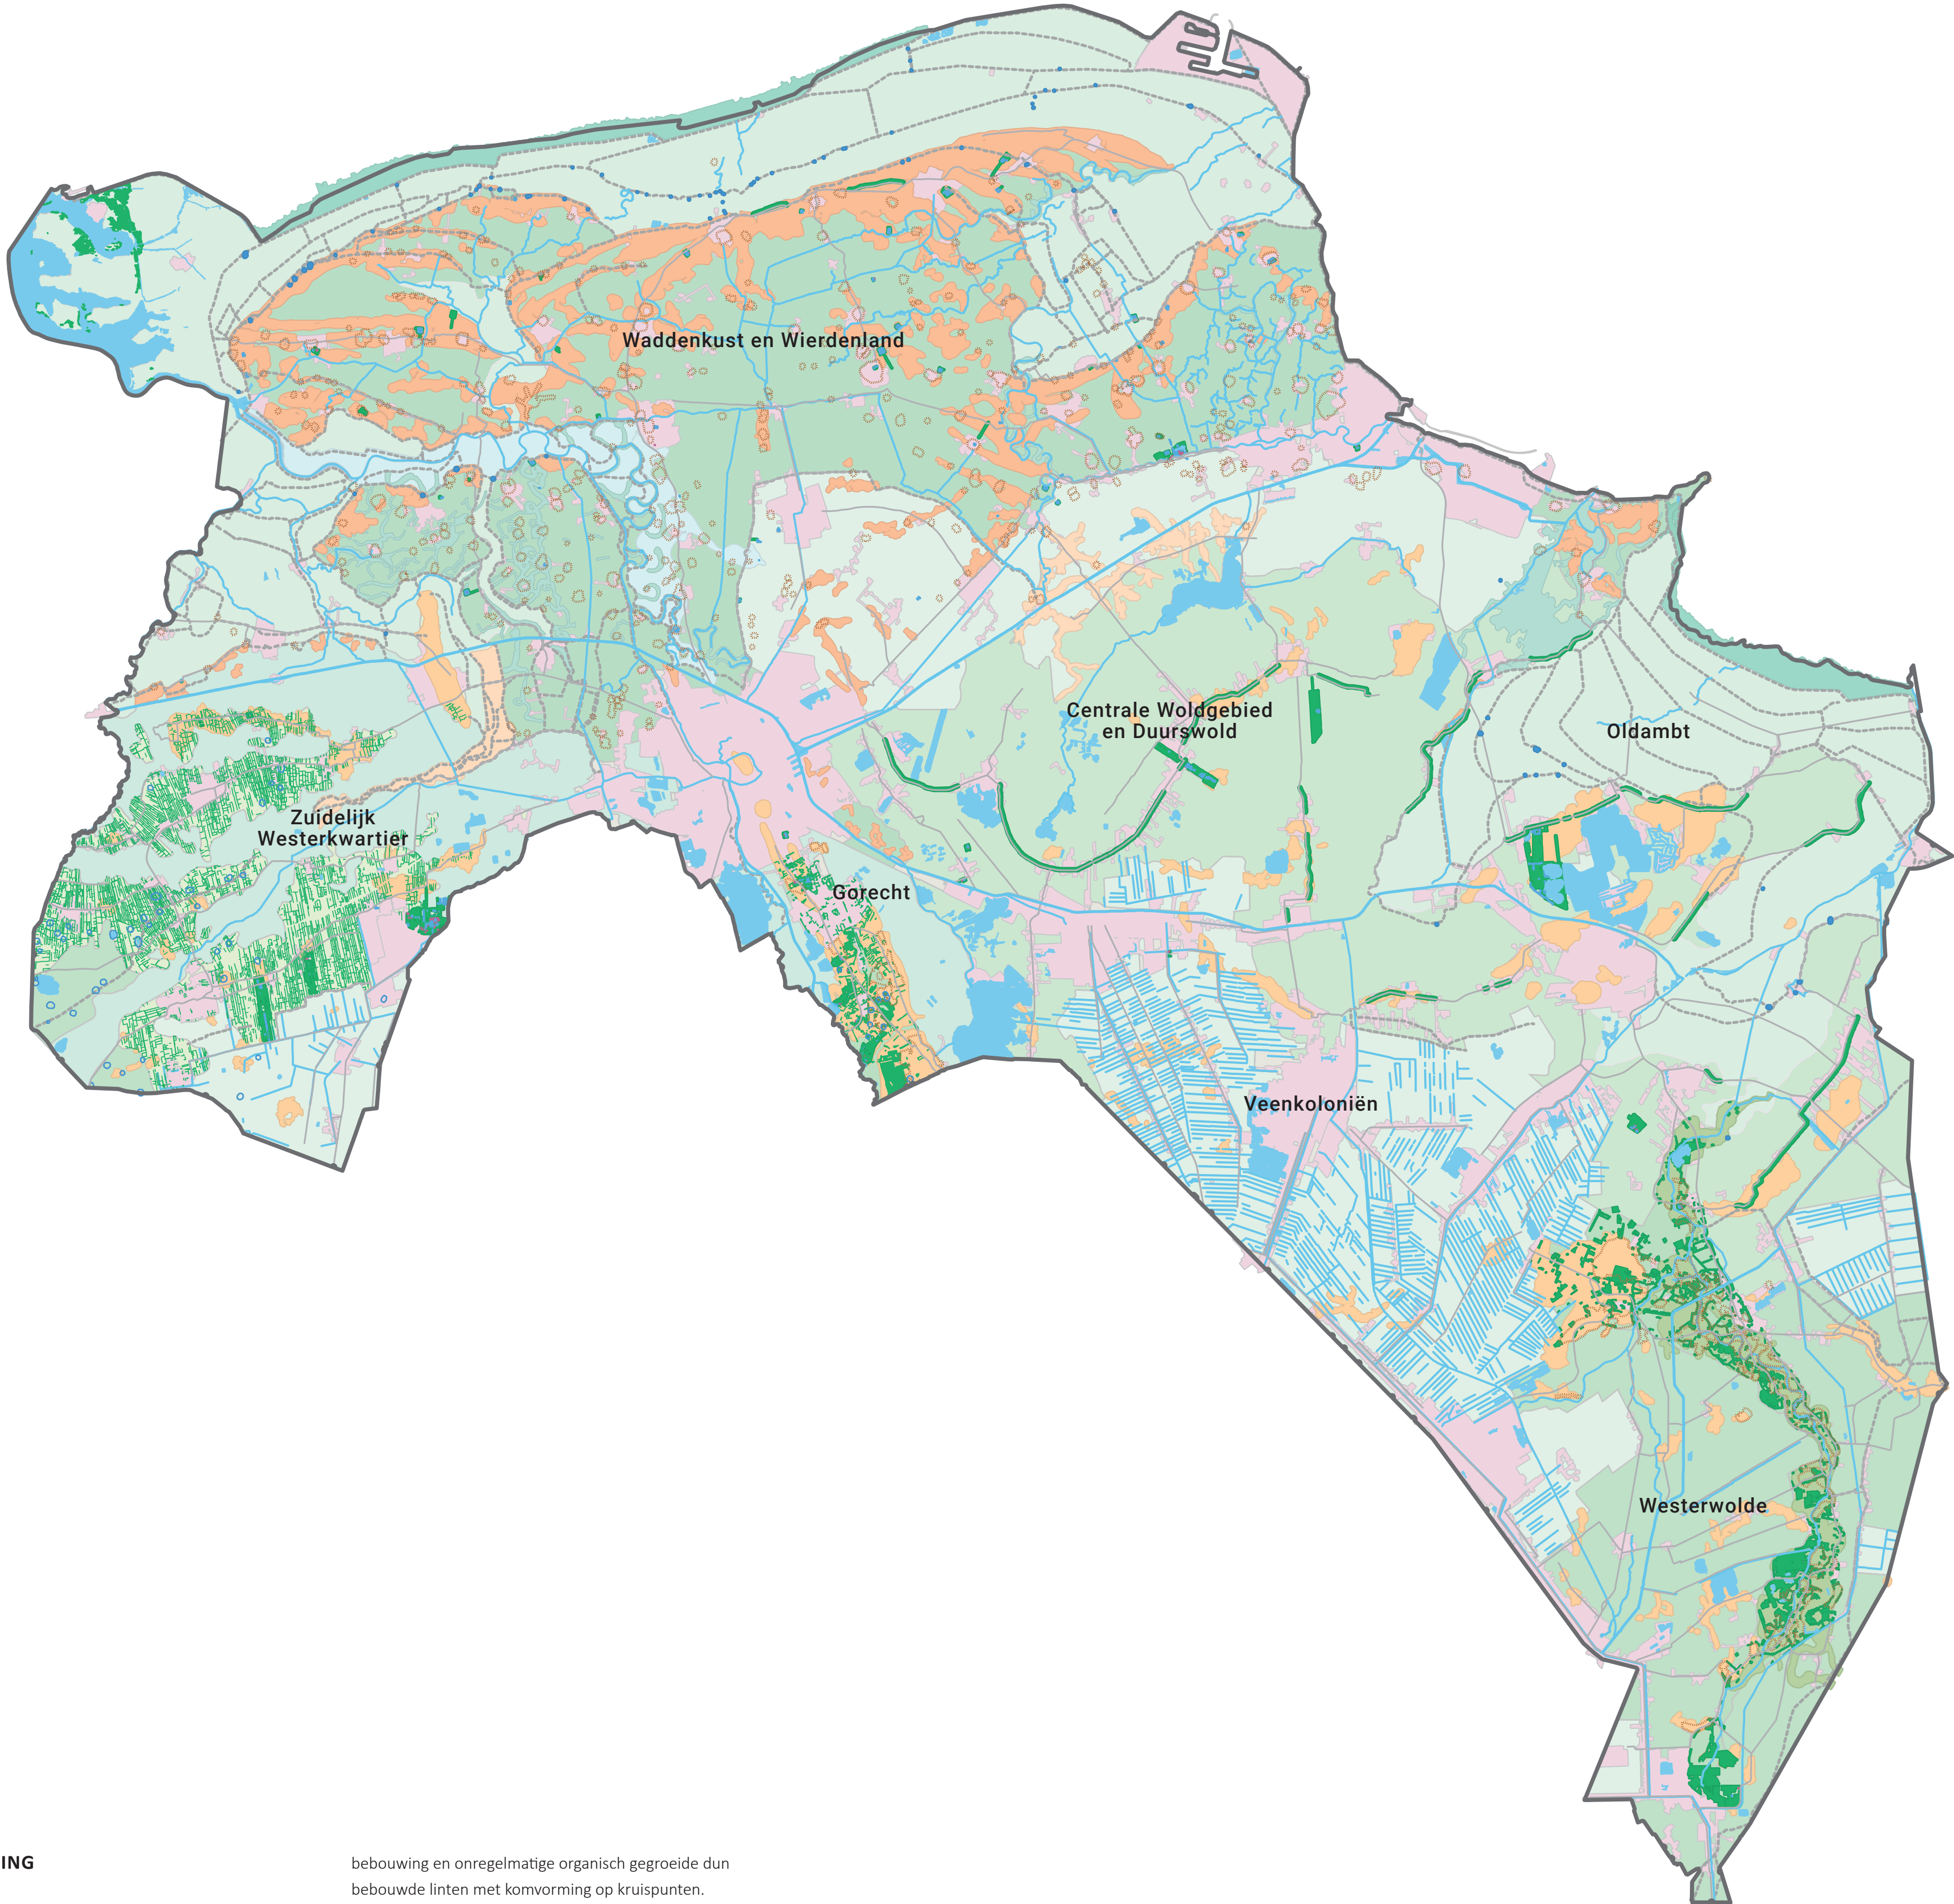 Waddenkust en Wierdenland
Centrale Woldgebied
en Duurswold
Oldambt
Zuidelijk
Westerkwartier
Gorecht
Veenkoloniën
Westerwolde
ING
bebouwing en onregelmatige organisch gegroeide dun
bebouwde linten met komvorming op kruispunten.